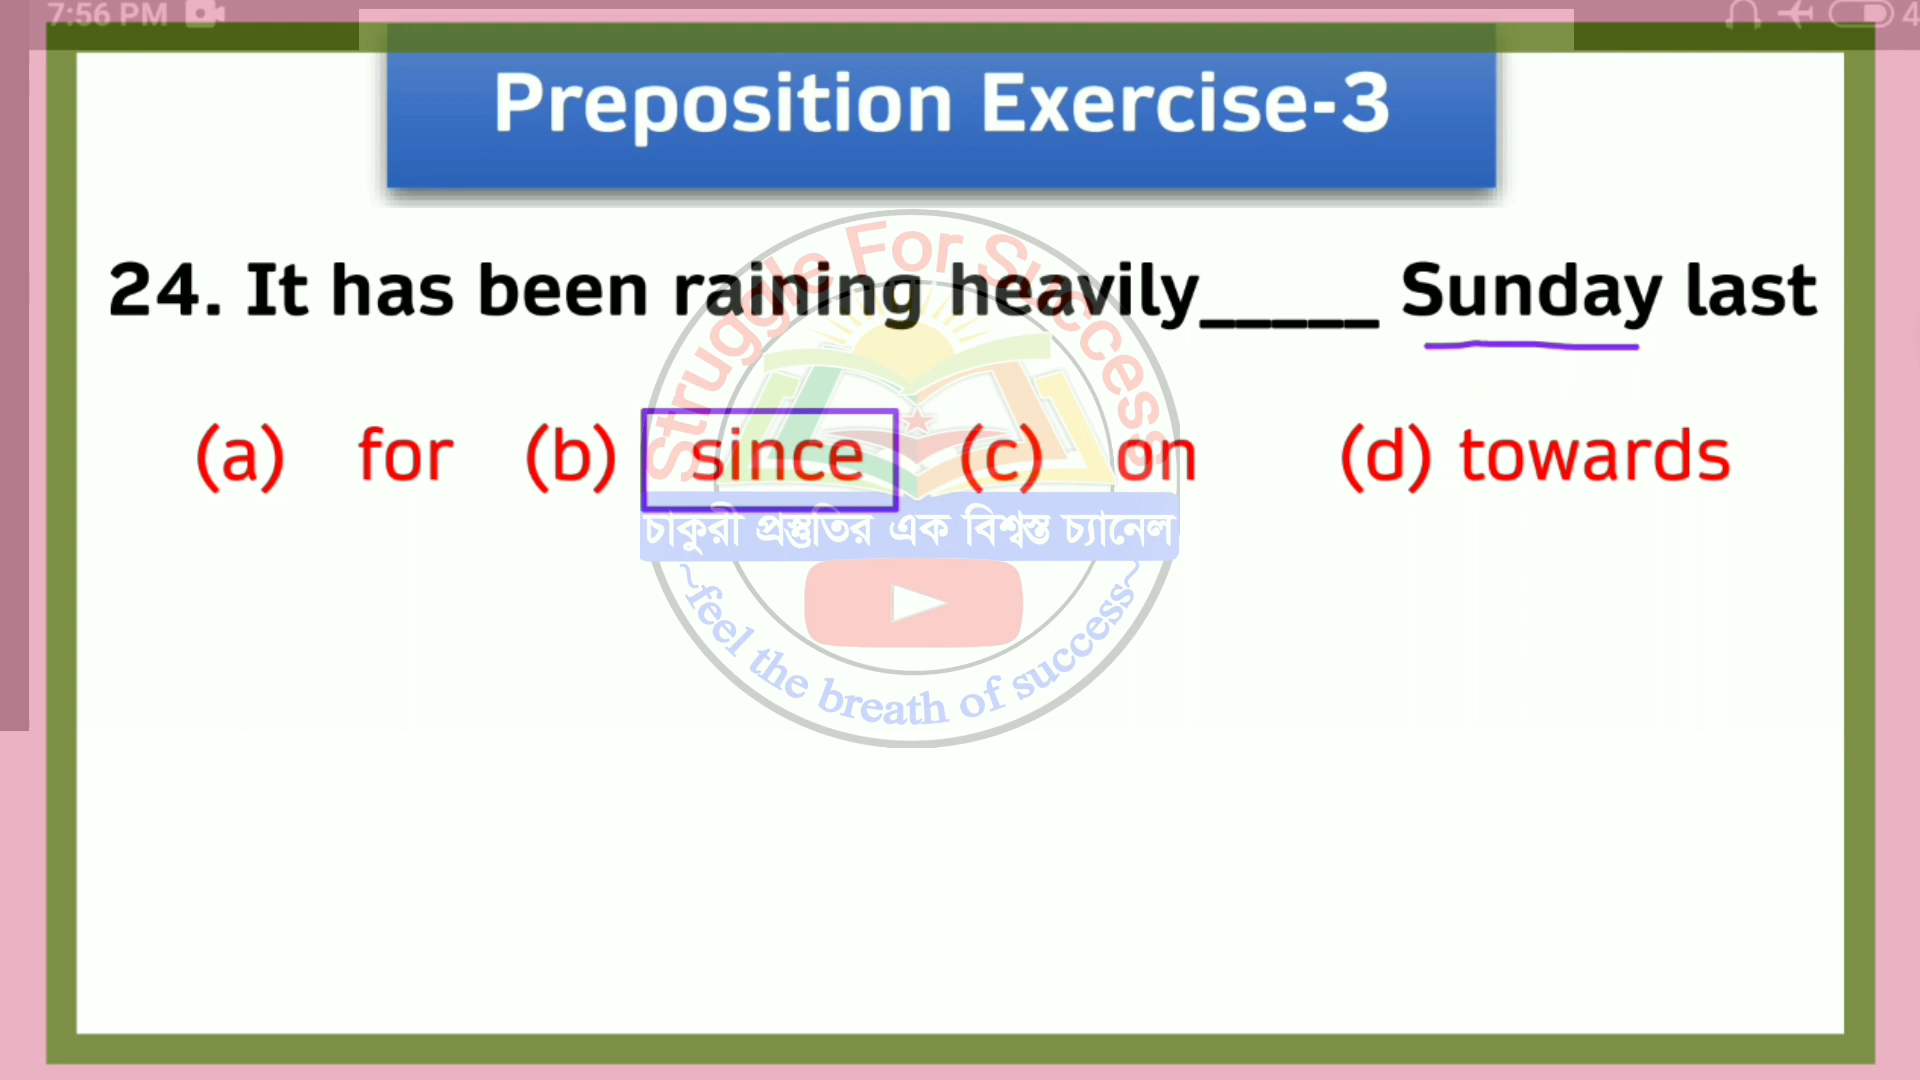 7:56 PM
4
Preposition Exercise-3
24. It has been raining heavily_____ Sunday last
(a) for (b) since (c) on (d) towards
Struggle For Success
চাকুরী প্রস্তুতির এক বিশ্বস্ত চ্যানেল
~feel the breath of success~